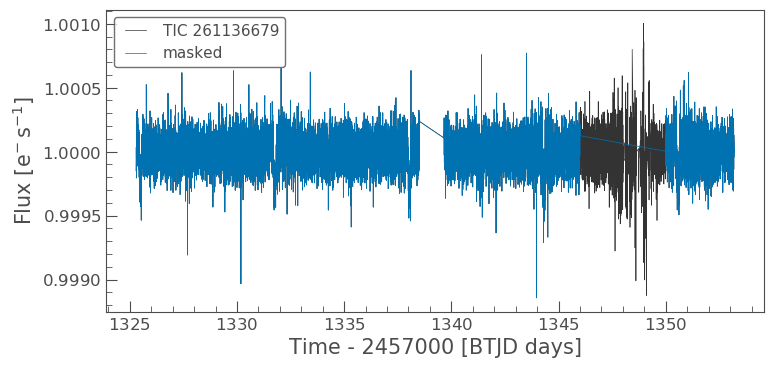 TIC 261136679
masked
1.0010
1.0005
1.0000
0.9995
0.9990
Flux [e⁻ s⁻¹]
1325 1330 1335 1340 1345 1350
Time - 2457000 [BTJD days]